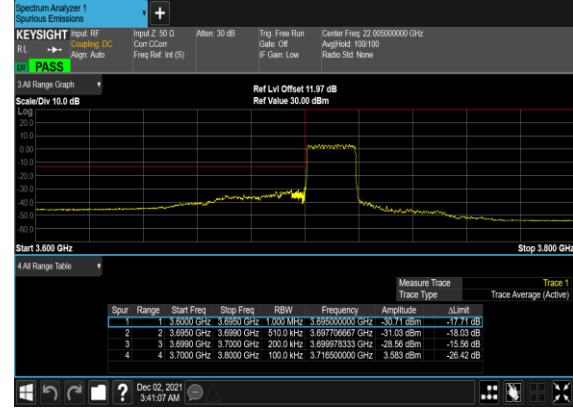 Spectrum Analyzer 1
Spurious Emissions
+
KEYSIGHT Input: RF Input Z: 50 Ω Atten: 30 dB Trig: Free Run Center Freq: 22.005000000 GHz
RL Coupling: DC Corr CCorr Gate: Off Avg|Hold: 100/100
Align: Auto Freq Ref: Int (S) IF Gain: Low Radio Std: None
LXI PASS
3 All Range Graph
Ref Lvl Offset 11.97 dB
Scale/Div 10.0 dB Ref Value 30.00 dBm
Log
20.0
10.0
0.00
-10.0
-20.0
-30.0
-40.0
-50.0
-60.0
Start 3.600 GHz Stop 3.800 GHz
4 All Range Table
Measure Trace Trace 1
Trace Type Trace Average (Active)
Spur Range Start Freq Stop Freq RBW Frequency Amplitude ΔLimit
1 1 3.6000 GHz 3.6950 GHz 1.000 MHz 3.695000000 GHz -30.71 dBm -17.71 dB
2 2 3.6950 GHz 3.6990 GHz 510.0 kHz 3.697706667 GHz -31.03 dBm -18.03 dB
3 3 3.6990 GHz 3.7000 GHz 200.0 kHz 3.699978333 GHz -28.56 dBm -15.56 dB
4 4 3.7000 GHz 3.8000 GHz 100.0 kHz 3.716500000 GHz 3.583 dBm -26.42 dB
? Dec 02, 2021
3:41:07 AM